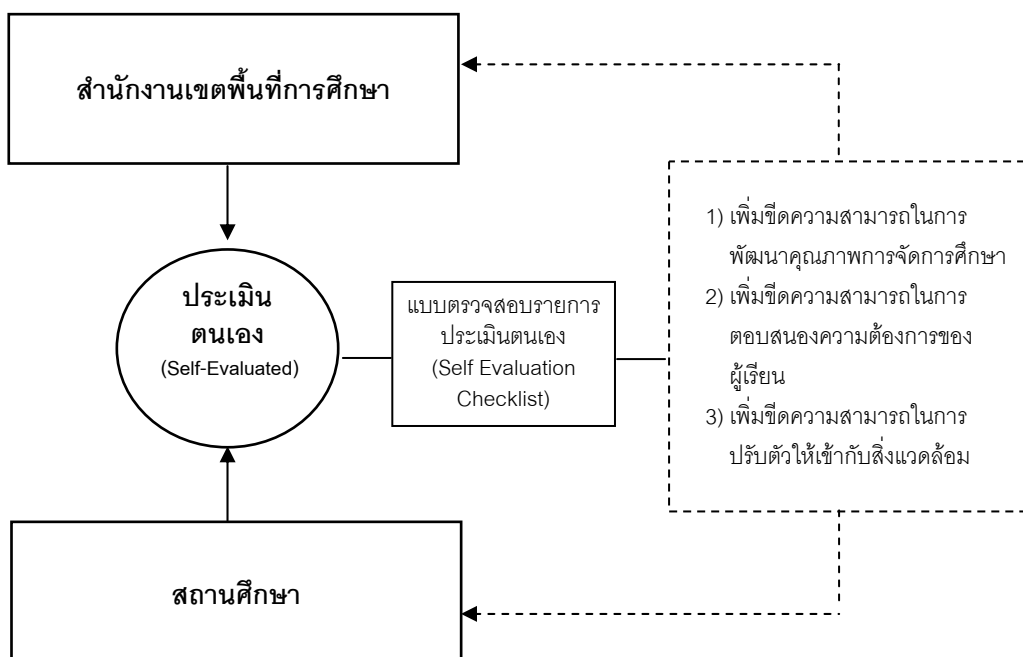 สำนักงานเขตพื้นที่การศึกษา
ประเมิน
ตนเอง
(Self-Evaluated)
แบบตรวจสอบรายการ
ประเมินตนเอง
(Self Evaluation
Checklist)
1) เพิ่มขีดความสามารถในการ
พัฒนาคุณภาพการจัดการศึกษา
2) เพิ่มขีดความสามารถในการ
ตอบสนองความต้องการของ
ผู้เรียน
3) เพิ่มขีดความสามารถในการ
ปรับตัวให้เข้ากับสิ่งแวดล้อม
สถานศึกษา